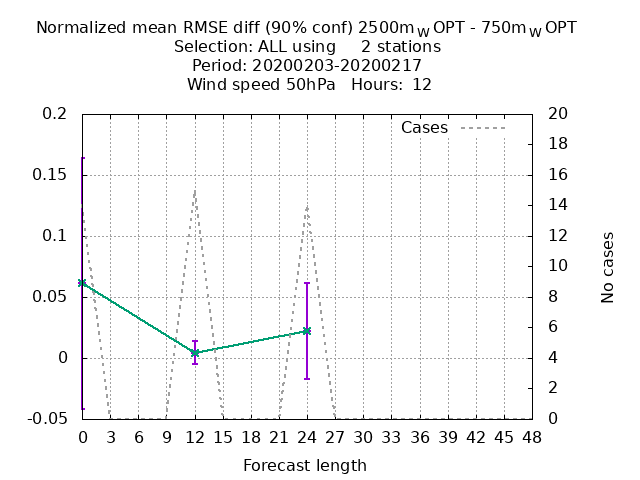 Normalized mean RMSE diff (90% conf) 2500m_W OPT - 750m_W OPT
Selection: ALL using 2 stations
Period: 20200203-20200217
Wind speed 50hPa Hours: 12
Cases
0.2
0.15
0.1
0.05
0
-0.05
20
18
16
14
12
10
8
6
4
2
0
No cases
0 3 6 9 12 15 18 21 24 27 30 33 36 39 42 45 48
Forecast length